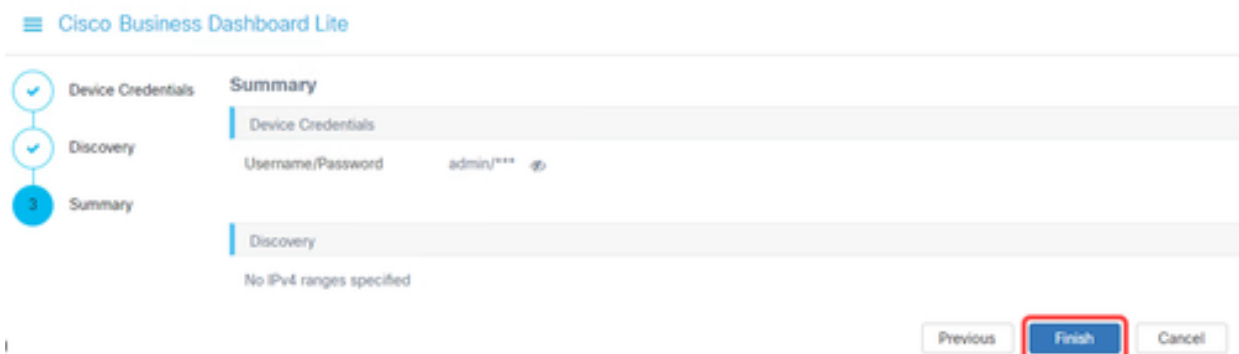 Cisco Business Dashboard Lite
Device Credentials
Discovery
3
Summary
Summary
Device Credentials
Username/Password admin/***
Discovery
No IPv4 ranges specified
Previous Finish Cancel